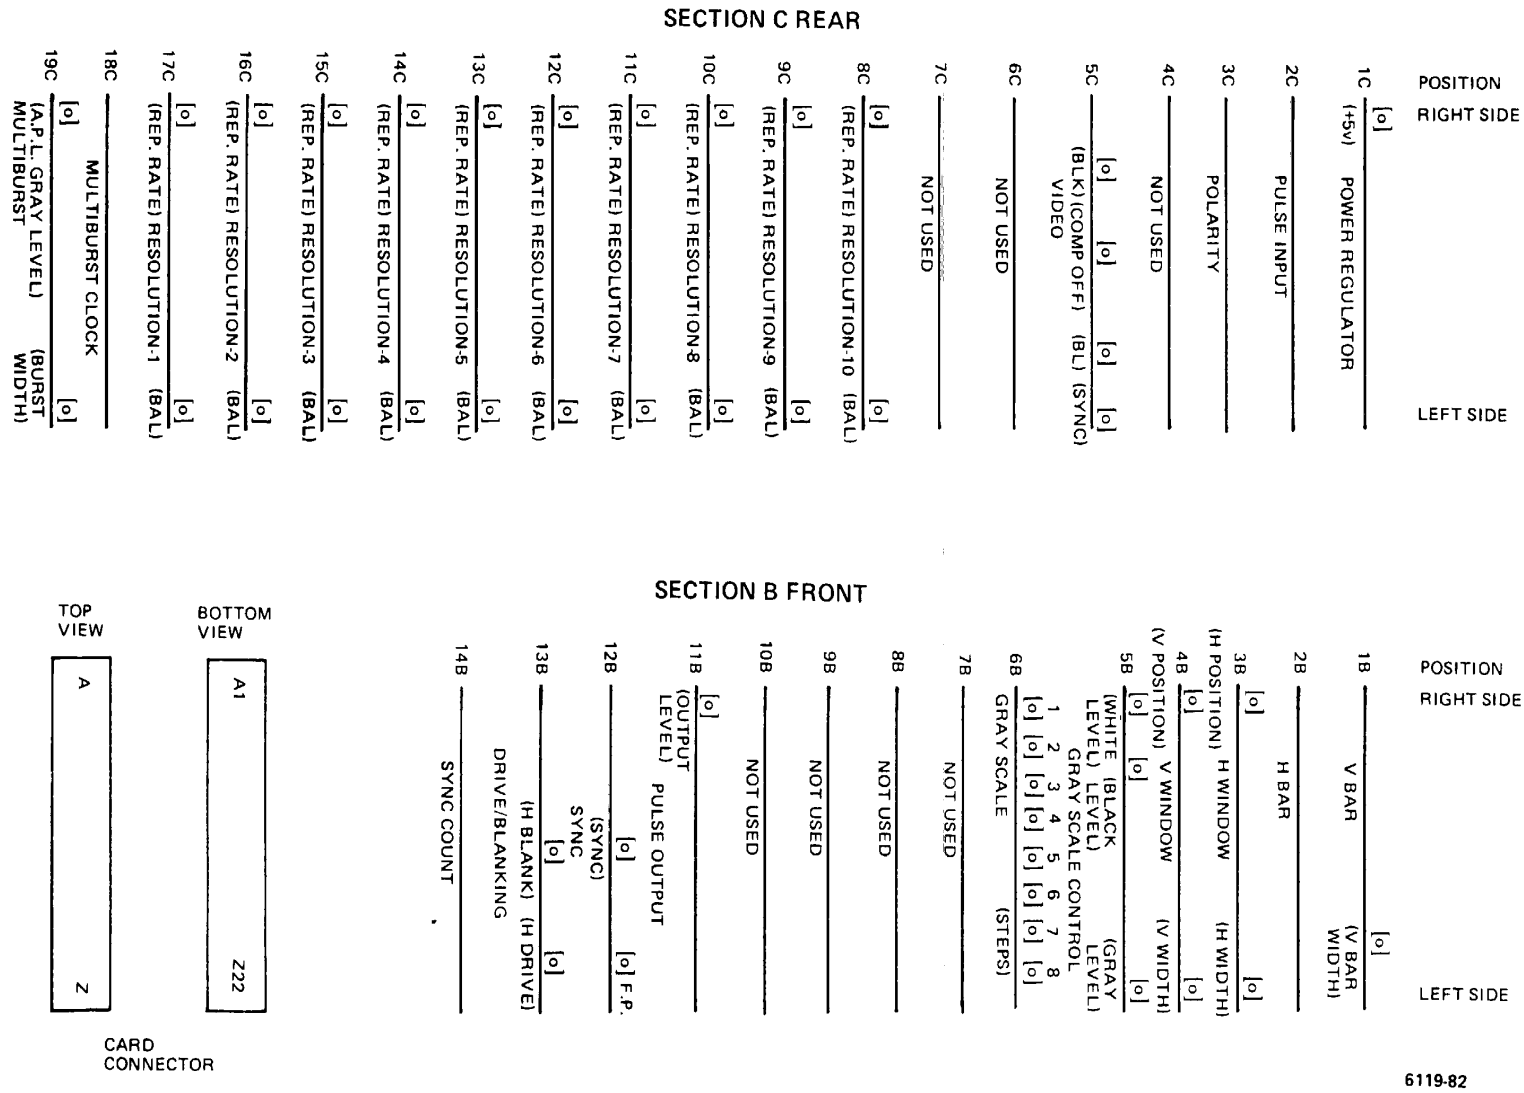 SECTION C REAR
POSITION
RIGHT SIDE
LEFT SIDE
1C
(+5v) POWER REGULATOR
2C
PULSE INPUT
3C
POLARITY
4C
NOT USED
5C
(BLK) (COMP OFF) (BL) (SYNC)
VIDEO
6C
NOT USED
7C
NOT USED
8C
(REP. RATE) RESOLUTION-10 (BAL)
9C
(REP. RATE) RESOLUTION-9 (BAL)
10C
(REP. RATE) RESOLUTION-8 (BAL)
11C
(REP. RATE) RESOLUTION-7 (BAL)
12C
(REP. RATE) RESOLUTION-6 (BAL)
13C
(REP. RATE) RESOLUTION-5 (BAL)
14C
(REP. RATE) RESOLUTION-4 (BAL)
15C
(REP. RATE) RESOLUTION-3 (BAL)
16C
(REP. RATE) RESOLUTION-2 (BAL)
17C
(REP. RATE) RESOLUTION-1 (BAL)
18C
MULTIBURST CLOCK
19C
(A.P.L. GRAY LEVEL) (BURST
MULTIBURST WIDTH)
SECTION B FRONT
POSITION
RIGHT SIDE
LEFT SIDE
1B
V BAR (V BAR
WIDTH)
2B
H BAR
3B
(H POSITION) H WINDOW (H WIDTH)
4B
(V POSITION) V WINDOW (V WIDTH)
5B
(WHITE (BLACK (GRAY
LEVEL) LEVEL) LEVEL)
GRAY SCALE CONTROL
6B
1 2 3 4 5 6 7 8
GRAY SCALE (STEPS)
7B
NOT USED
8B
NOT USED
9B
NOT USED
10B
NOT USED
11B
(OUTPUT
LEVEL) PULSE OUTPUT
12B
F.P.
(SYNC)
SYNC
13B
(H BLANK) (H DRIVE)
DRIVE/BLANKING
14B
SYNC COUNT
TOP
VIEW
A
Z
BOTTOM
VIEW
A1
Z22
CARD
CONNECTOR
6119-82